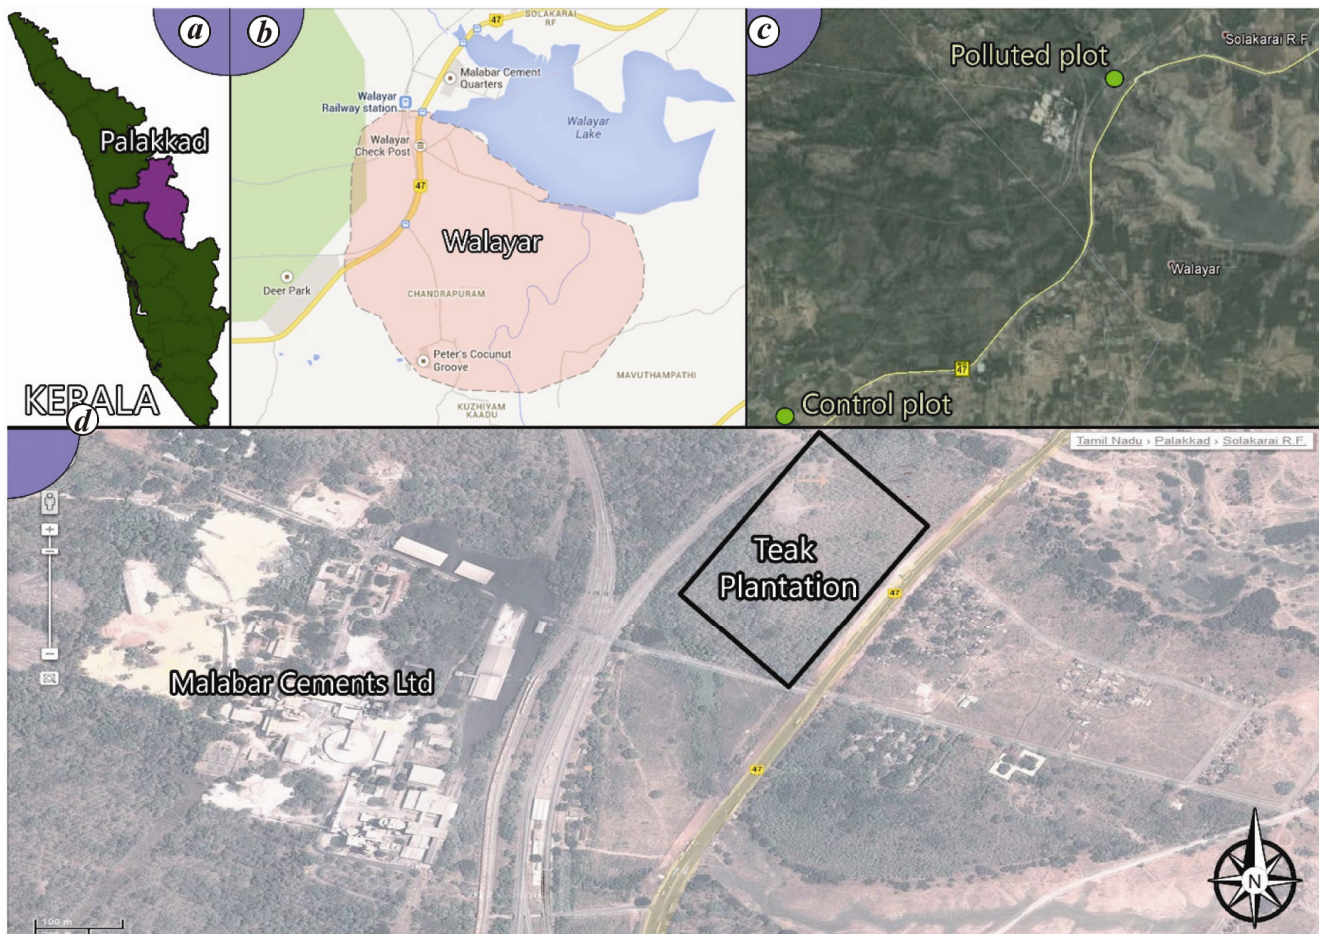 a
Palakkad
KERALA
b
47
SOLAKARAI
RF
Malabar Cement
Quarters
Walayar
Railway station
Walayar
Lake
Walayar
Check Post
47
Walayar
Deer Park
CHANDRAPURAM
Peter's Cocunut
Groove
MAVUTHAMPATHI
KUZHIYAM
KAADU
c
Solakarai R.F.
Polluted plot
Walayar
47
Control plot
d
Tamil Nadu › Palakkad › Solakarai R.F.
Teak
Plantation
47
Malabar Cements Ltd
47
N
100 m